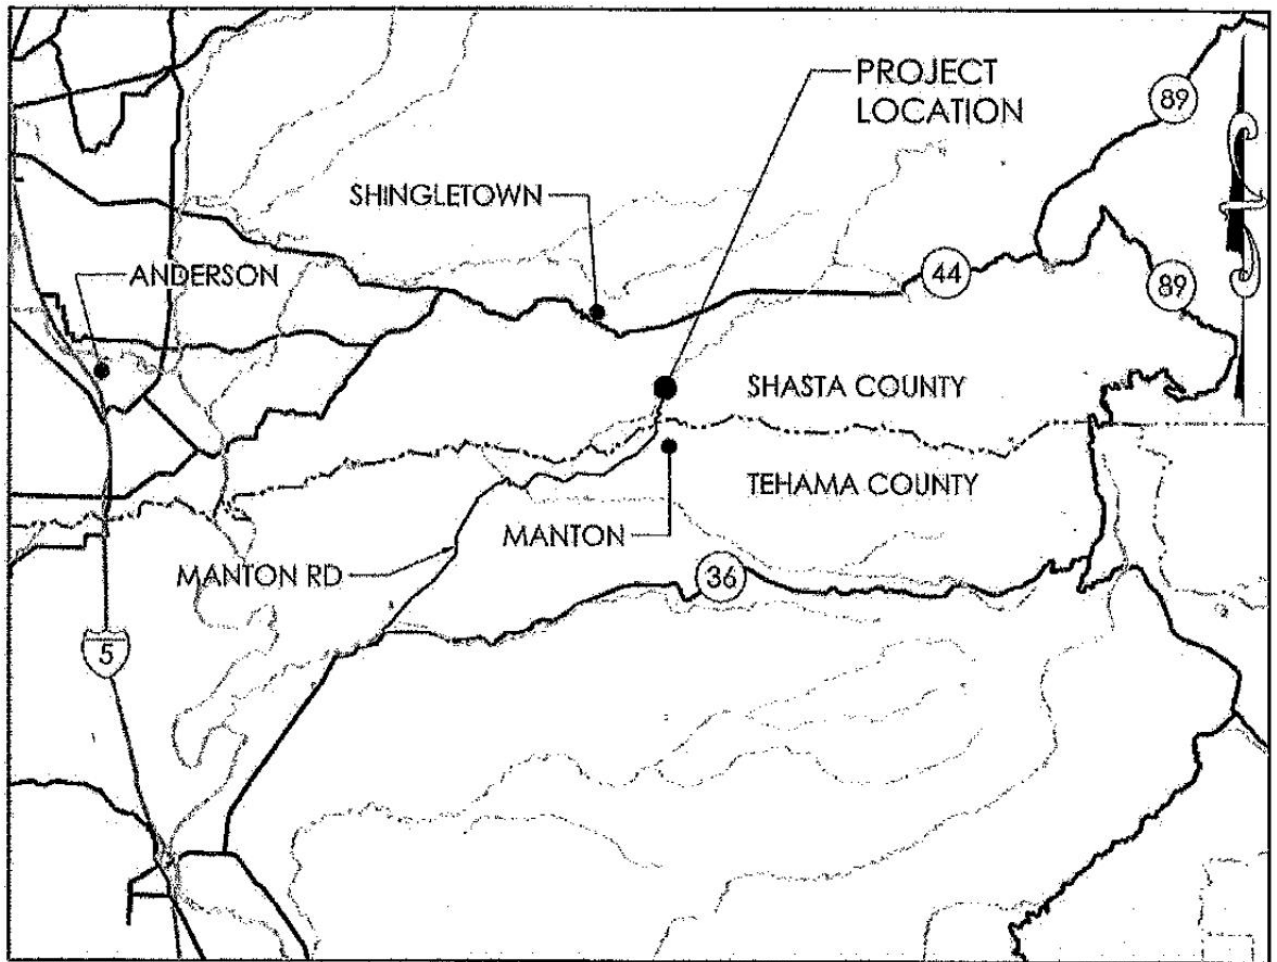 PROJECT
LOCATION
89
SHINGLETOWN
ANDERSON
44
89
SHASTA COUNTY
TEHAMA COUNTY
MANTON
MANTON RD
36
5